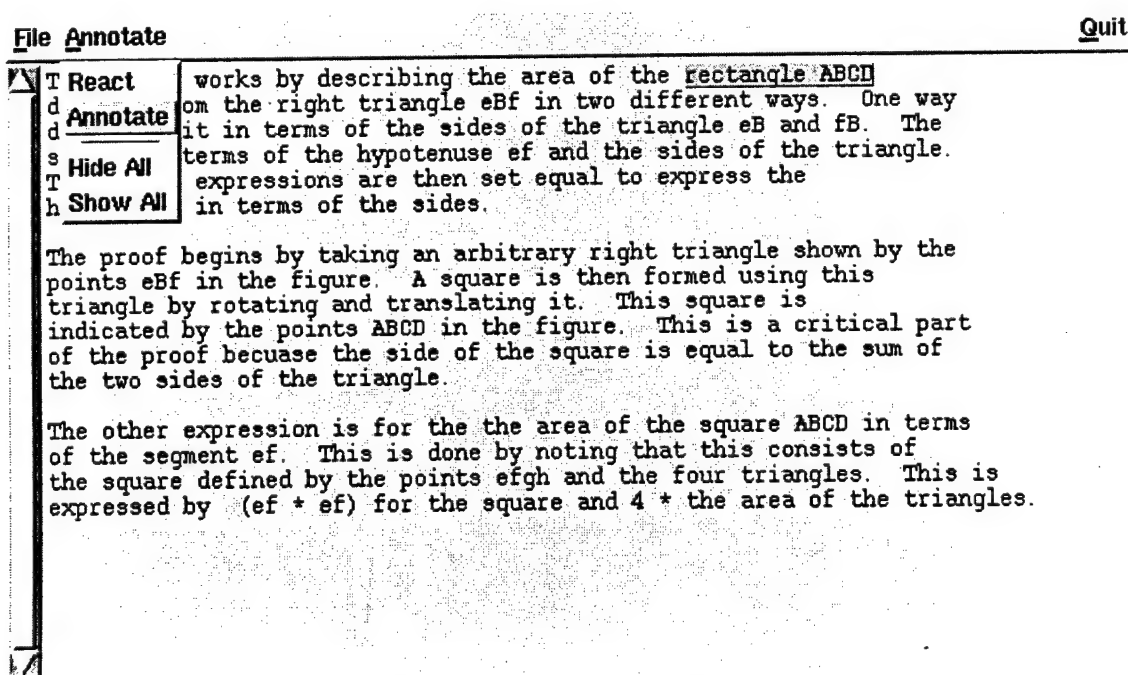 File Annotate Quit
T React works by describing the area of the rectangle ABCD
d Annotate om the right triangle eBf in two different ways. One way
d it in terms of the sides of the triangle eB and fB. The
s Hide All terms of the hypotenuse ef and the sides of the triangle.
T expressions are then set equal to express the
h Show All in terms of the sides.
The proof begins by taking an arbitrary right triangle shown by the
points eBf in the figure. A square is then formed using this
triangle by rotating and translating it. This square is
indicated by the points ABCD in the figure. This is a critical part
of the proof becuase the side of the square is equal to the sum of
the two sides of the triangle.
The other expression is for the the area of the square ABCD in terms
of the segment ef. This is done by noting that this consists of
the square defined by the points efgh and the four triangles. This is
expressed by (ef * ef) for the square and 4 * the area of the triangles.